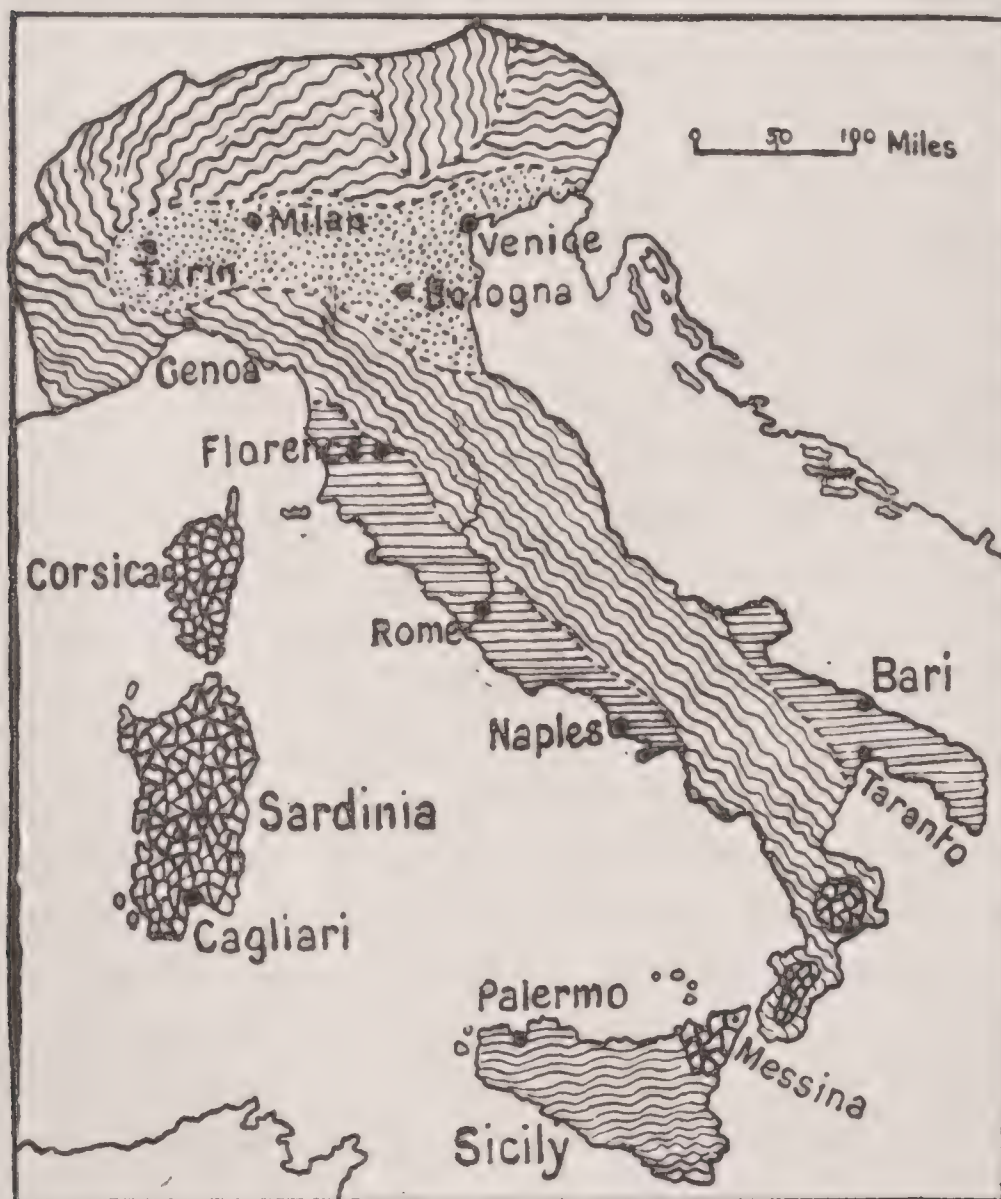 0 50 100 Miles
Milan
Venice
Turin
Bologna
Genoa
Florence
Corsica
Rome
Bari
Naples
Taranto
Sardinia
Cagliari
Palermo
Messina
Sicily